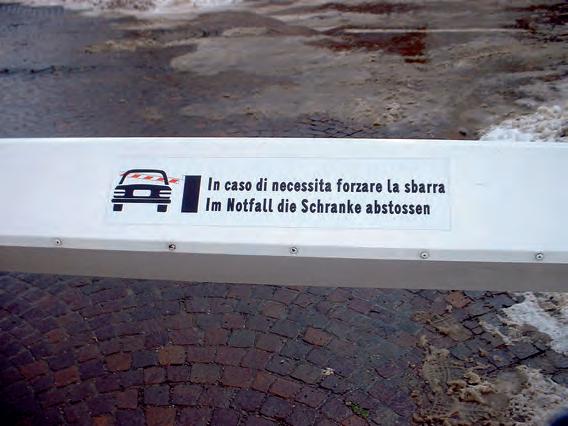 In caso di necessita forzare la sbarra
Im Notfall die Schranke abstossen